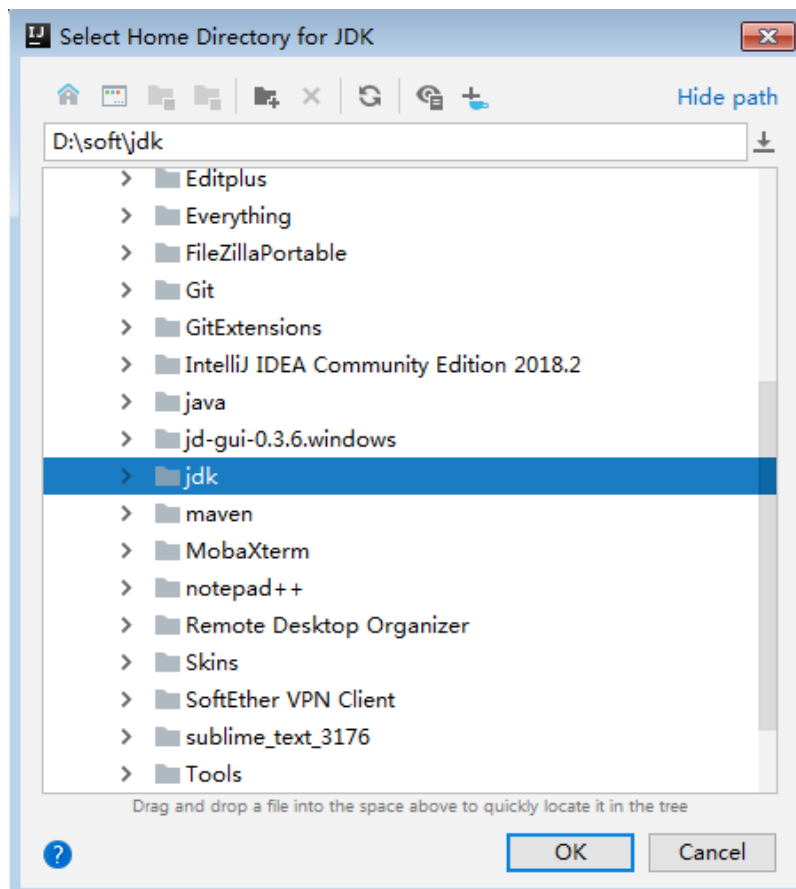 IJ Select Home Directory for JDK
Hide path
D:\soft\jdk
Editplus
Everything
FileZillaPortable
Git
GitExtensions
IntelliJ IDEA Community Edition 2018.2
java
jd-gui-0.3.6.windows
jdk
maven
MobaXterm
notepad++
Remote Desktop Organizer
Skins
SoftEther VPN Client
sublime_text_3176
Tools
Drag and drop a file into the space above to quickly locate it in the tree
? OK Cancel